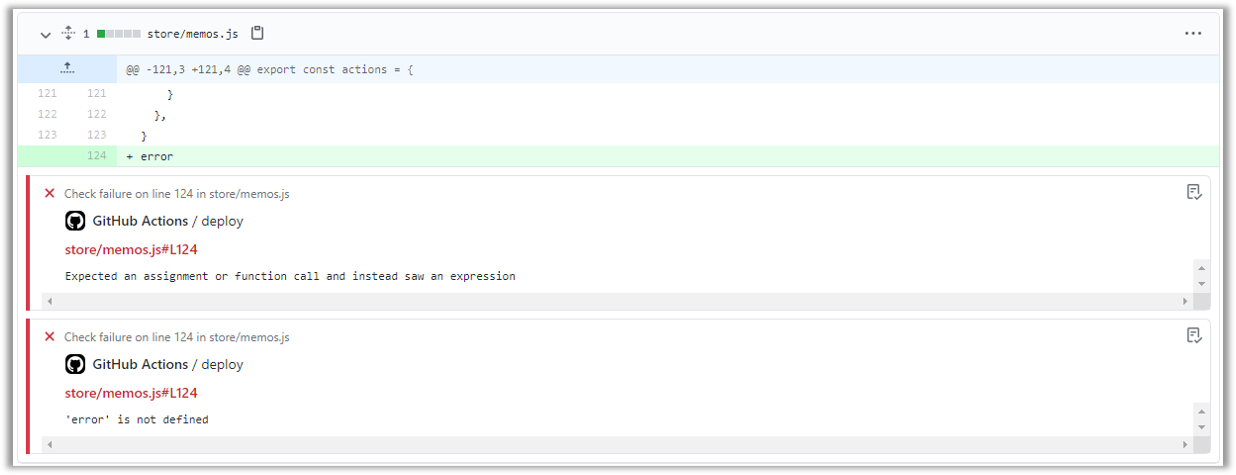 1 store/memos.js
@@ -121,3 +121,4 @@ export const actions = {
121 121 }
122 122 },
123 123 }
124 + error
Check failure on line 124 in store/memos.js
GitHub Actions / deploy
store/memos.js#L124
Expected an assignment or function call and instead saw an expression
Check failure on line 124 in store/memos.js
GitHub Actions / deploy
store/memos.js#L124
'error' is not defined